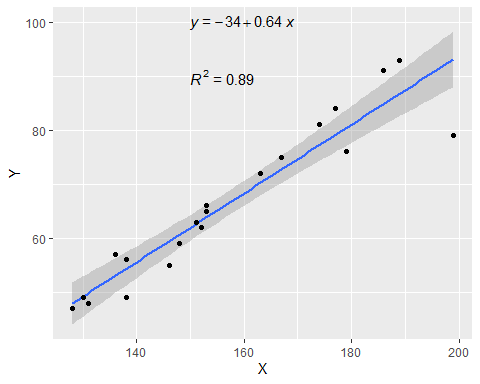 y = −34 + 0.64 x
R² = 0.89
100
80
60
Y
140
160
180
200
X